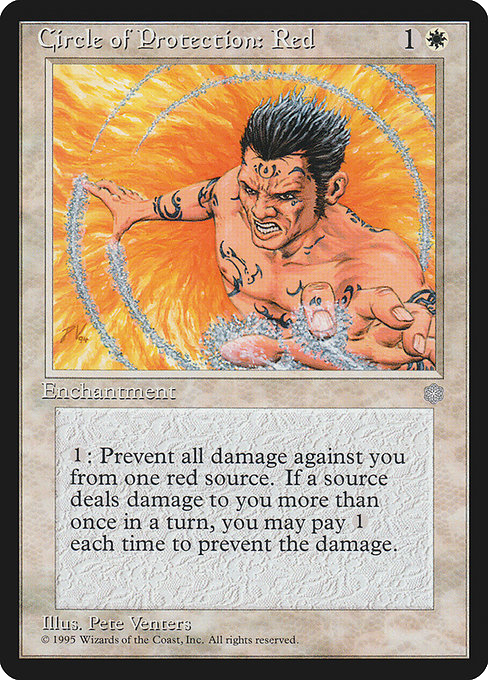 Circle of Protection: Red 1
Enchantment
1: Prevent all damage against you
from one red source. If a source
deals damage to you more than
once in a turn, you may pay 1
each time to prevent the damage.
Illus. Pete Venters
© 1995 Wizards of the Coast, Inc. All rights reserved.